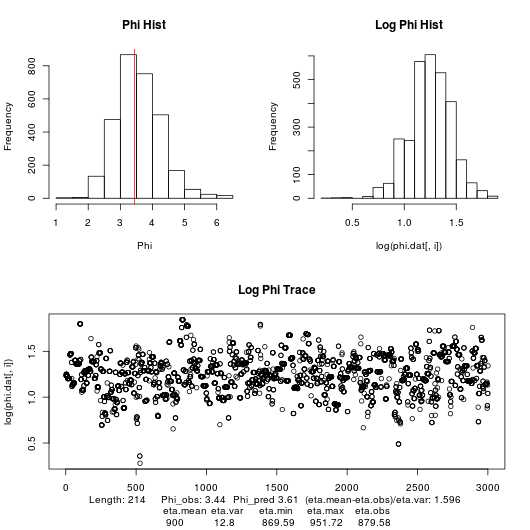 Phi Hist
Log Phi Hist
Frequency
0 200 400 600 800
1 2 3 4 5 6
Phi
Frequency
0 100 300 500
0.5 1.0 1.5
log(phi.dat[, i])
Log Phi Trace
log(phi.dat[, i])
0.5 1.0 1.5
0 500 1000 1500 2000 2500 3000
Length: 214 Phi_obs: 3.44 Phi_pred 3.61 (eta.mean-eta.obs)/eta.var: 1.596
eta.mean eta.var eta.min eta.max eta.obs
900 12.8 869.59 951.72 879.58